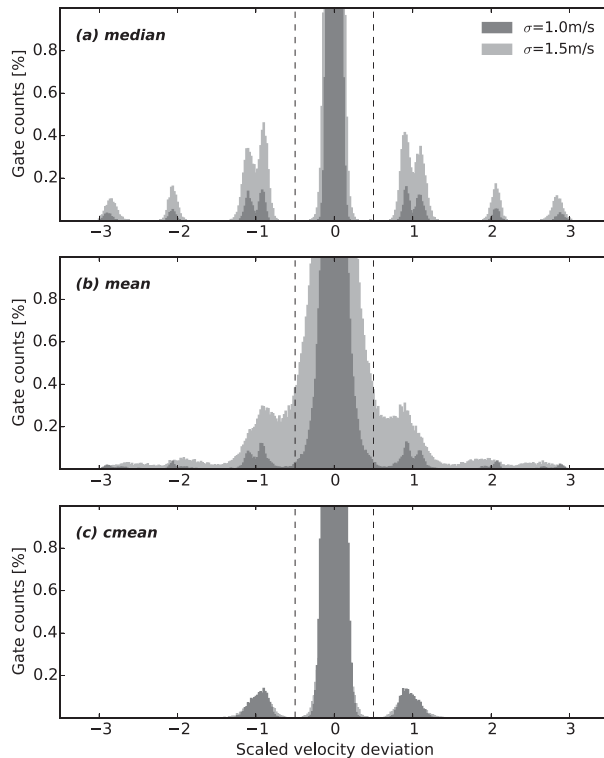 (a) median
σ=1.0m/s
σ=1.5m/s
Gate counts [%]
0.8
0.6
0.4
0.2
−3 −2 −1 0 1 2 3
(b) mean
Gate counts [%]
0.8
0.6
0.4
0.2
−3 −2 −1 0 1 2 3
(c) cmean
Gate counts [%]
0.8
0.6
0.4
0.2
−3 −2 −1 0 1 2 3
Scaled velocity deviation